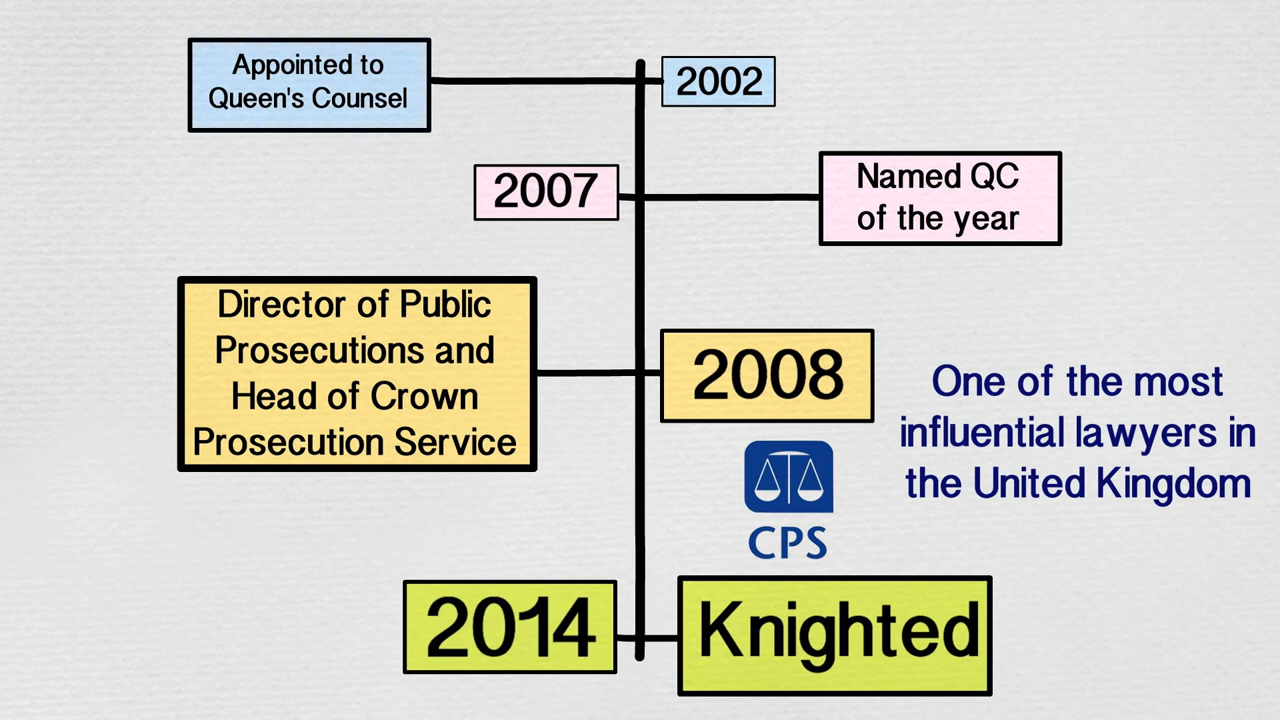 Appointed to
Queen's Counsel
2002
2007
Named QC
of the year
Director of Public
Prosecutions and
Head of Crown
Prosecution Service
2008
One of the most
influential lawyers in
the United Kingdom
CPS
2014
Knighted